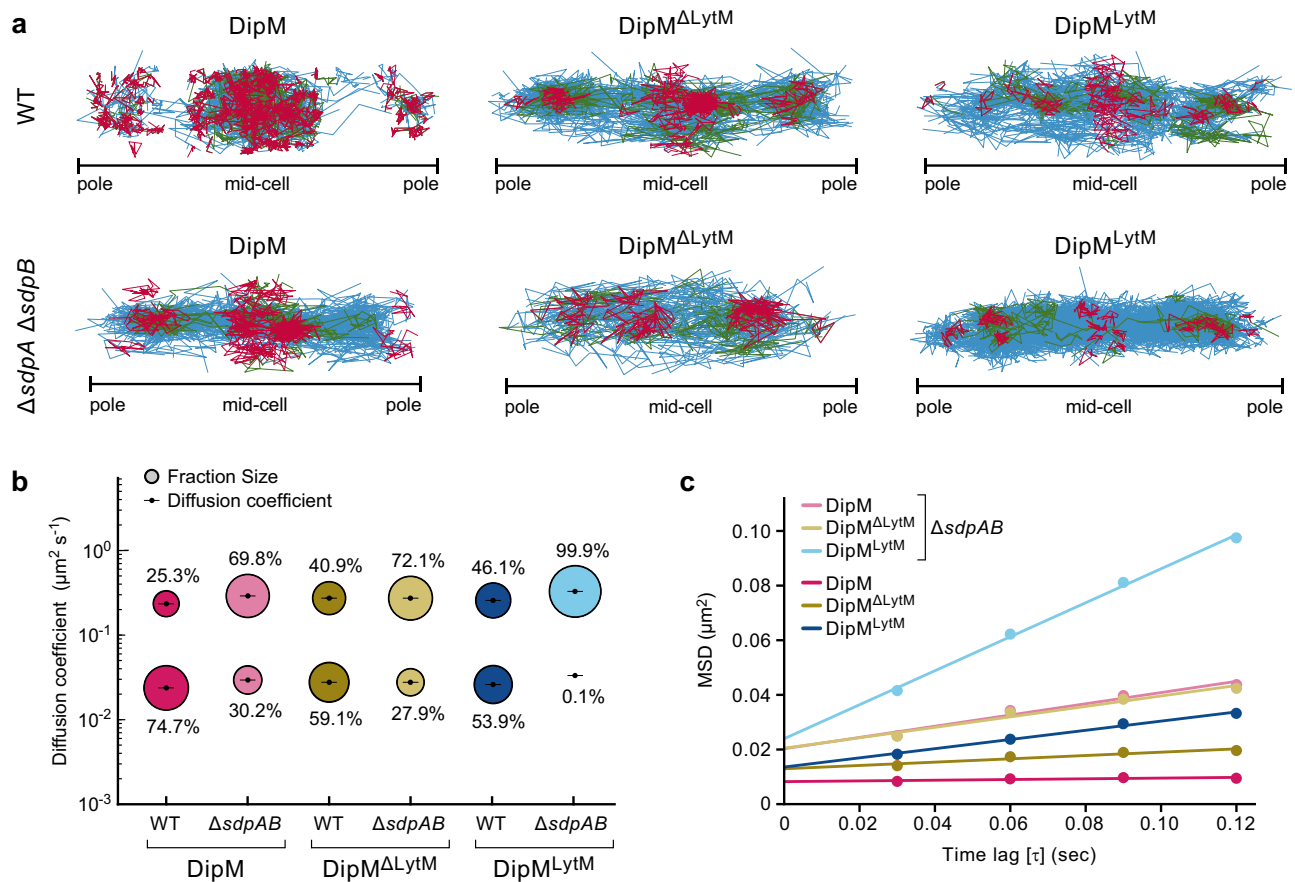 a
DipM
DipM^ΔLytM
DipM^LytM
WT
pole mid-cell pole
pole mid-cell pole
pole mid-cell pole
DipM
DipM^ΔLytM
DipM^LytM
ΔsdpA ΔsdpB
pole mid-cell pole
pole mid-cell pole
pole mid-cell pole
b
Fraction Size
Diffusion coefficient
Diffusion coefficient (µm² s⁻¹)
10⁰
10⁻¹
10⁻²
10⁻³
25.3% 69.8% 40.9% 72.1% 46.1% 99.9%
74.7% 30.2% 59.1% 27.9% 53.9% 0.1%
WT ΔsdpAB WT ΔsdpAB WT ΔsdpAB
DipM DipM^ΔLytM DipM^LytM
c
DipM
DipM^ΔLytM
DipM^LytM
ΔsdpAB
DipM
DipM^ΔLytM
DipM^LytM
MSD (µm²)
0.10
0.08
0.06
0.04
0.02
0
0 0.02 0.04 0.06 0.08 0.10 0.12
Time lag [τ] (sec)